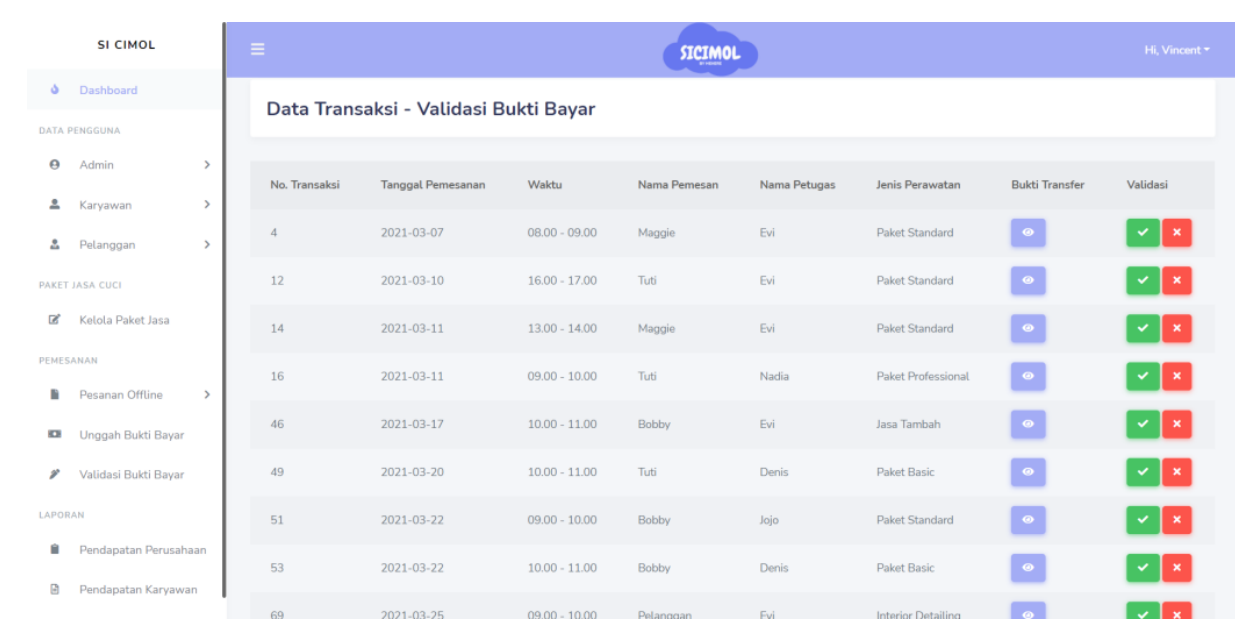 SI CIMOL
Dashboard
DATA PENGGUNA
Admin
Karyawan
Pelanggan
PAKET JASA CUCI
Kelola Paket Jasa
PEMESANAN
Pesanan Offline
Unggah Bukti Bayar
Validasi Bukti Bayar
LAPORAN
Pendapatan Perusahaan
Pendapatan Karyawan
SICIMOL
Hi, Vincent
Data Transaksi - Validasi Bukti Bayar
No. Transaksi Tanggal Pemesanan Waktu Nama Pemesan Nama Petugas Jenis Perawatan Bukti Transfer Validasi
4 2021-03-07 08.00 - 09.00 Maggie Evi Paket Standard
12 2021-03-10 16.00 - 17.00 Tuti Evi Paket Standard
14 2021-03-11 13.00 - 14.00 Maggie Evi Paket Standard
16 2021-03-11 09.00 - 10.00 Tuti Nadia Paket Professional
46 2021-03-17 10.00 - 11.00 Bobby Evi Jasa Tambah
49 2021-03-20 10.00 - 11.00 Tuti Denis Paket Basic
51 2021-03-22 09.00 - 10.00 Bobby Jojo Paket Standard
53 2021-03-22 10.00 - 11.00 Bobby Denis Paket Basic
69 2021-03-25 09.00 - 10.00 Pelanggan Evi Interior Detailing